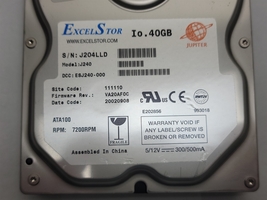 EXCELSTOR
WWW.EXCELSTOR.COM
Io.40GB
JUPITER
S/N:J204LLD
Model:J240
DCC: ESJ240-000
Site Code: 111110
Firmware Rev.: VA20AF0C
Date Code: 20020808
ATA100
RPM: 7200RPM
FRAGILE
E202086
WARRANTY VOID IF
ANY LABEL/SCREW IS
BROKEN OR MISSING
Assembled In China
5/12V 300/500mA